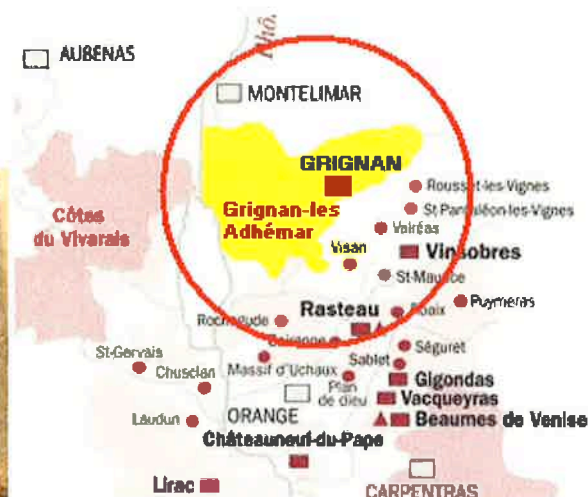 Rhô.
AUBENAS
MONTELIMAR
GRIGNAN
Rousset-les-Vignes
Grignan-les
Adhémar
St Pantaléon-les-Vignes
Côtes
du Vivarais
Valréas
Visan
Vinsobres
St-Maurice
Puymeras
Rasteau
Roaix
Rochegude
Cairanne
St-Gervais
Séguret
Massif d'Uchaux
Sablet
Chusclan
Plan
de dieu
Gigondas
Vacqueyras
Laudun
ORANGE
Beaumes de Venise
Châteauneuf-du-Pape
Lirac
CARPENTRAS